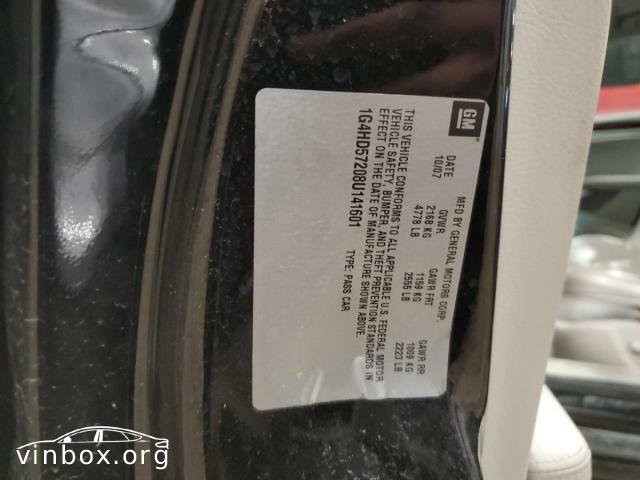 GM
MFD BY GENERAL MOTORS CORP.
DATE GVWR GAWR FRT GAWR RR
10/07 2168 KG 1159 KG 1009 KG
4778 LB 2555 LB 2223 LB
THIS VEHICLE CONFORMS TO ALL APPLICABLE U.S. FEDERAL MOTOR
VEHICLE SAFETY, BUMPER, AND THEFT PREVENTION STANDARDS IN
EFFECT ON THE DATE OF MANUFACTURE SHOWN ABOVE.
1G4HD57208U141601 TYPE: PASS CAR
vinbox.org